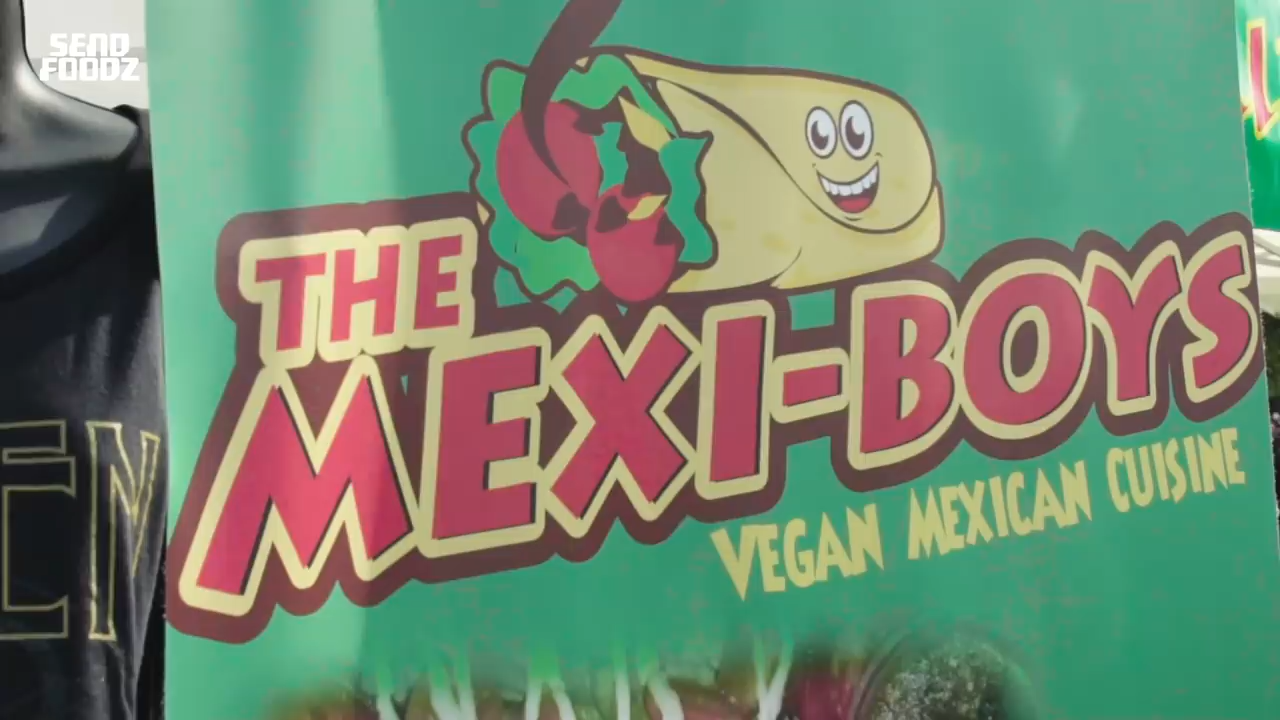 SEND
FOODZ
THE
MEXI-BOYS
VEGAN MEXICAN CUISINE